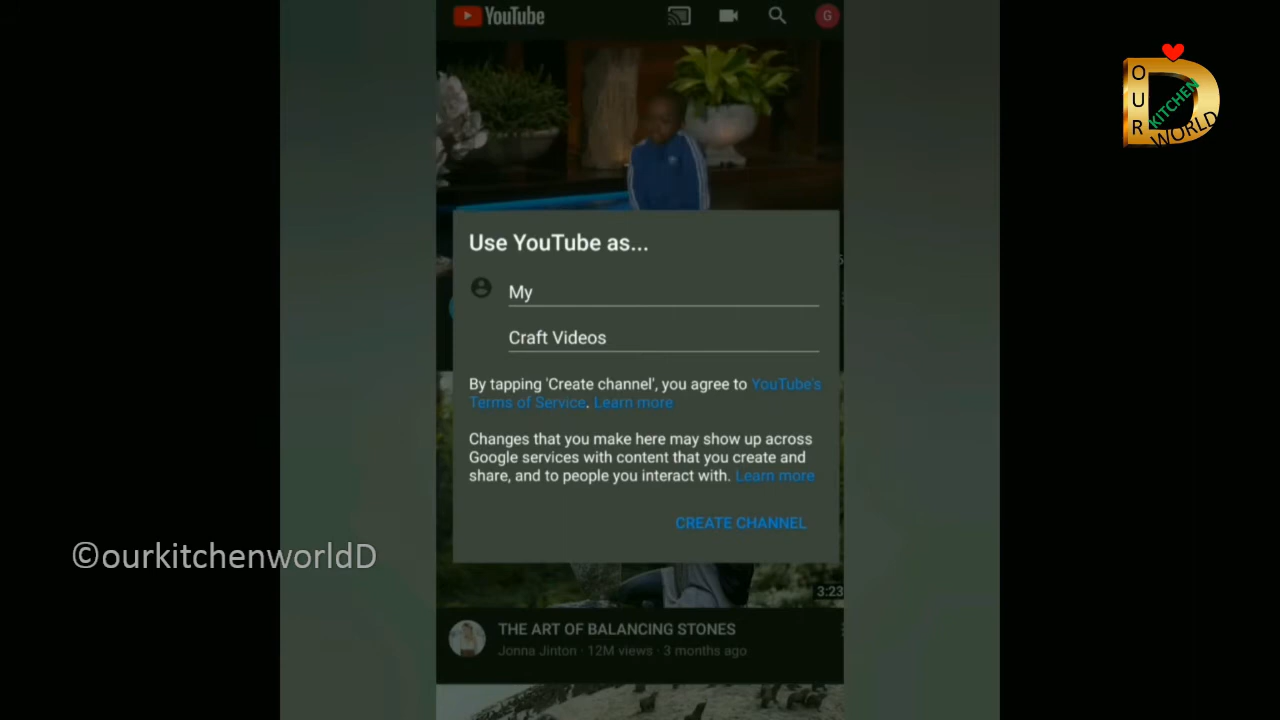 YouTube
G
OUR
KITCHEN
WORLD
Use YouTube as...
My
Craft Videos
By tapping 'Create channel', you agree to YouTube's
Terms of Service. Learn more
Changes that you make here may show up across
Google services with content that you create and
share, and to people you interact with. Learn more
CREATE CHANNEL
©ourkitchenworldD
3:23
THE ART OF BALANCING STONES
Jonna Jinton · 12M views · 3 months ago